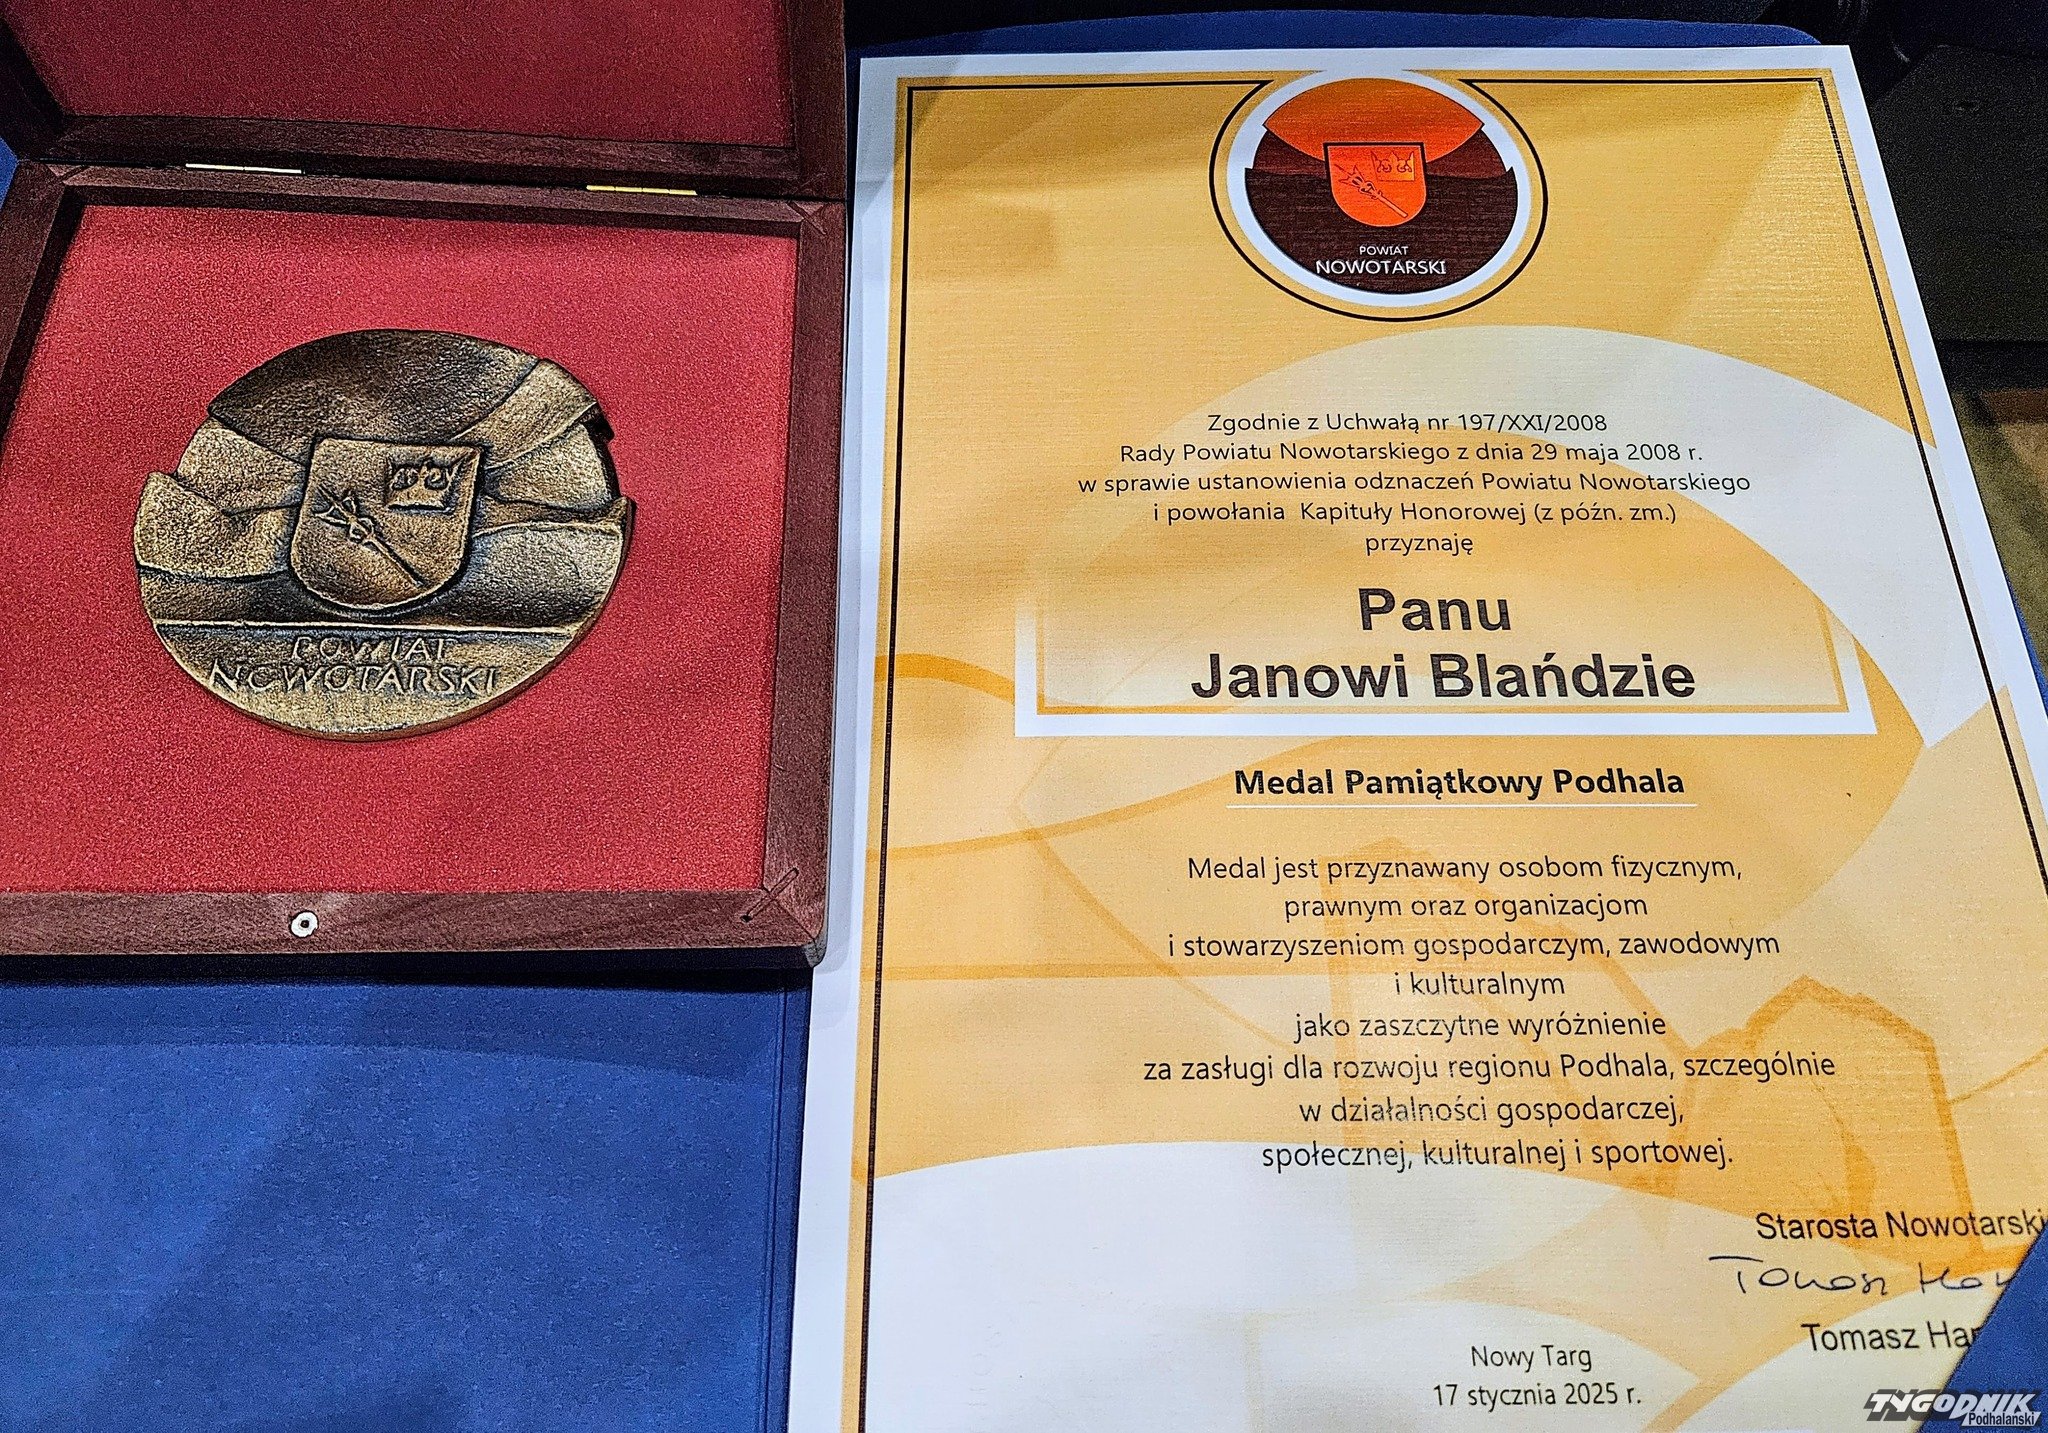 POWIAT
NOWOTARSKI
POWIAT
NOWOTARSKI
Zgodnie z Uchwałą nr 197/XXI/2008
Rady Powiatu Nowotarskiego z dnia 29 maja 2008 r.
w sprawie ustanowienia odznaczeń Powiatu Nowotarskiego
i powołania Kapituły Honorowej (z późn. zm.)
przyznaję
Panu
Janowi Blańdzie
Medal Pamiątkowy Podhala
Medal jest przyznawany osobom fizycznym,
prawnym oraz organizacjom
i stowarzyszeniom gospodarczym, zawodowym
i kulturalnym
jako zaszczytne wyróżnienie
za zasługi dla rozwoju regionu Podhala, szczególnie
w działalności gospodarczej,
społecznej, kulturalnej i sportowej.
Starosta Nowotarski
Tomasz
Tomasz
Nowy Targ
17 stycznia 2025 r.
TYGODNIK
Podhalański